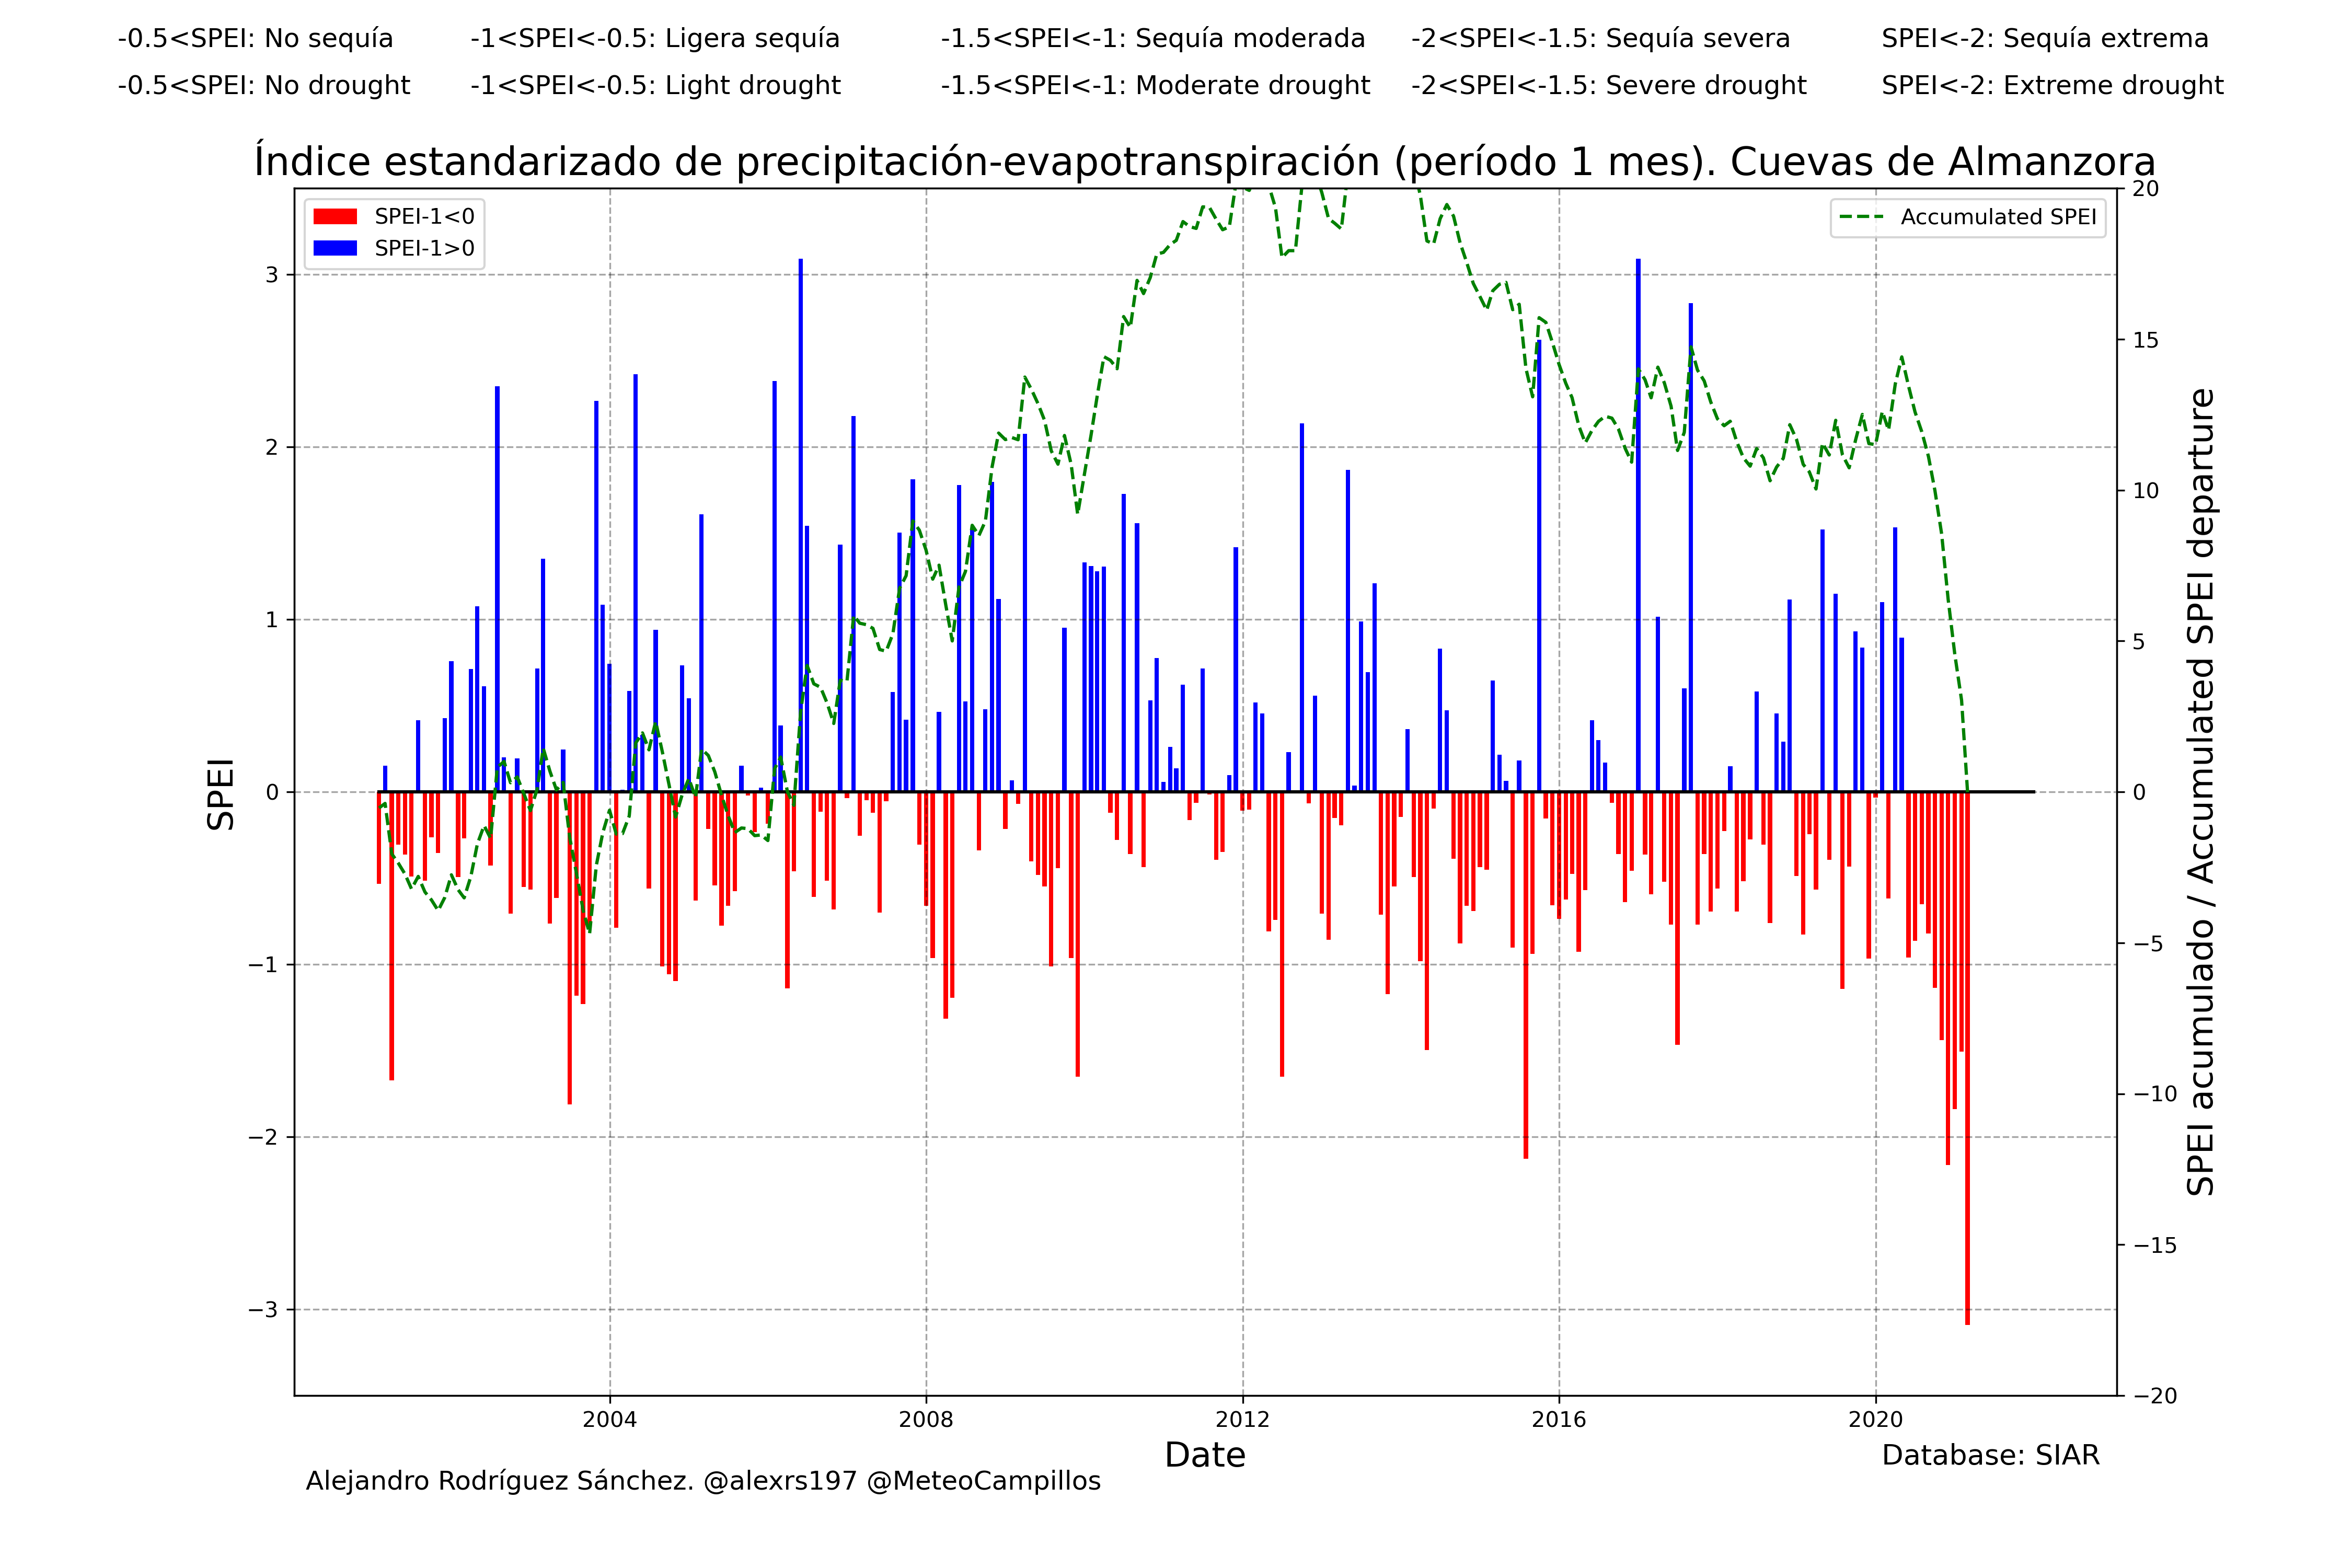 -0.5<SPEI: No sequía -1<SPEI<-0.5: Ligera sequía -1.5<SPEI<-1: Sequía moderada -2<SPEI<-1.5: Sequía severa SPEI<-2: Sequía extrema
-0.5<SPEI: No drought -1<SPEI<-0.5: Light drought -1.5<SPEI<-1: Moderate drought -2<SPEI<-1.5: Severe drought SPEI<-2: Extreme drought
Índice estandarizado de precipitación-evapotranspiración (período 1 mes). Cuevas de Almanzora
SPEI-1<0
SPEI-1>0
Accumulated SPEI
SPEI
3
2
1
0
−1
−2
−3
20
15
10
5
0
−5
−10
−15
−20
SPEI acumulado / Accumulated SPEI departure
2004 2008 2012 2016 2020
Date
Database: SIAR
Alejandro Rodríguez Sánchez. @alexrs197 @MeteoCampillos